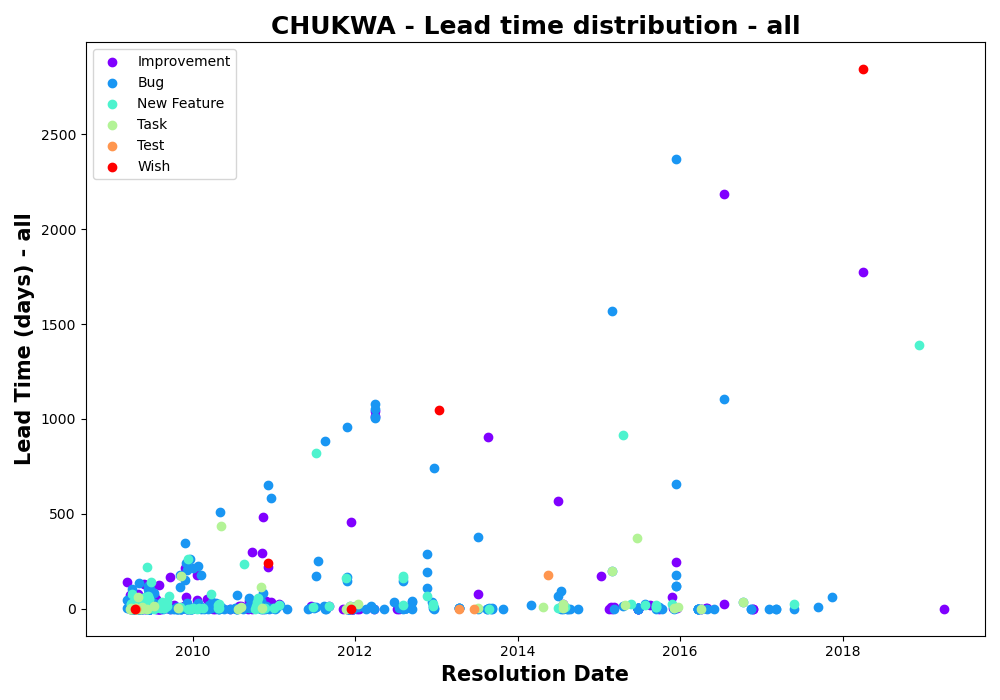 CHUKWA - Lead time distribution - all
Improvement
Bug
New Feature
Task
Test
Wish
2500
2000
1500
1000
500
0
Lead Time (days) - all
2010
2012
2014
2016
2018
Resolution Date